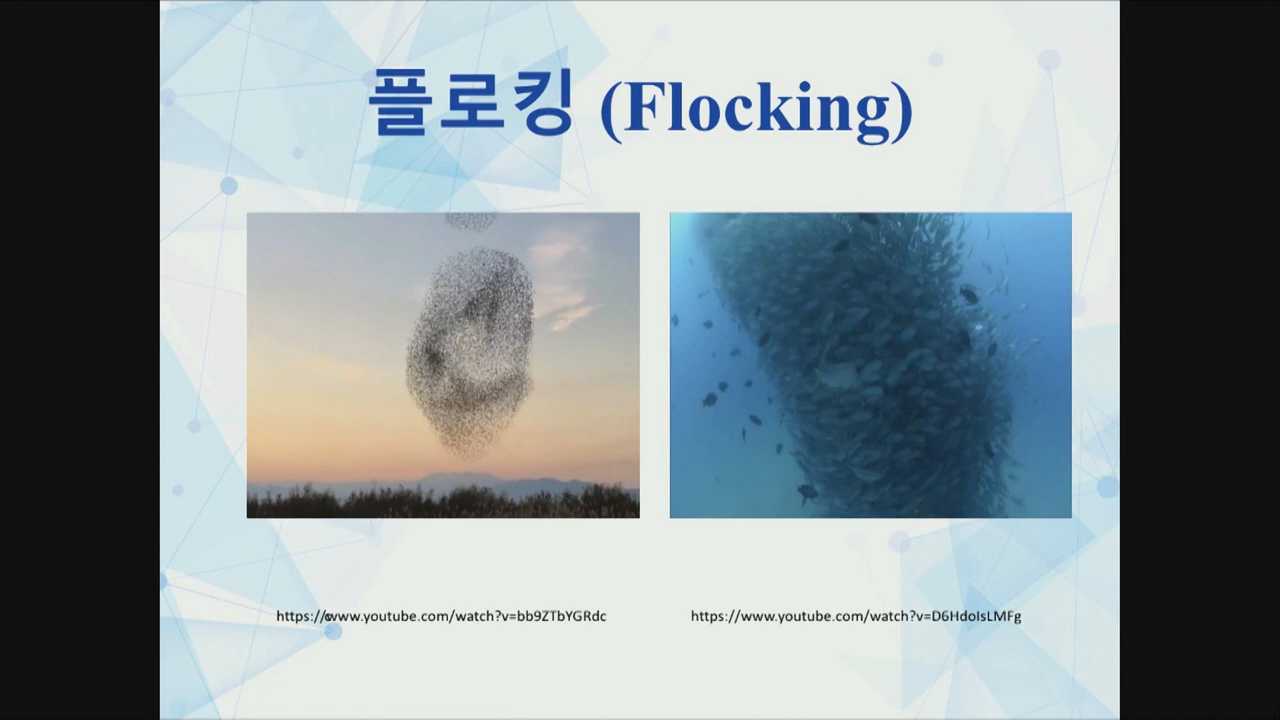 플로킹 (Flocking)
https://www.youtube.com/watch?v=bb9ZTbYGRdc
https://www.youtube.com/watch?v=D6HdoIsLMFg